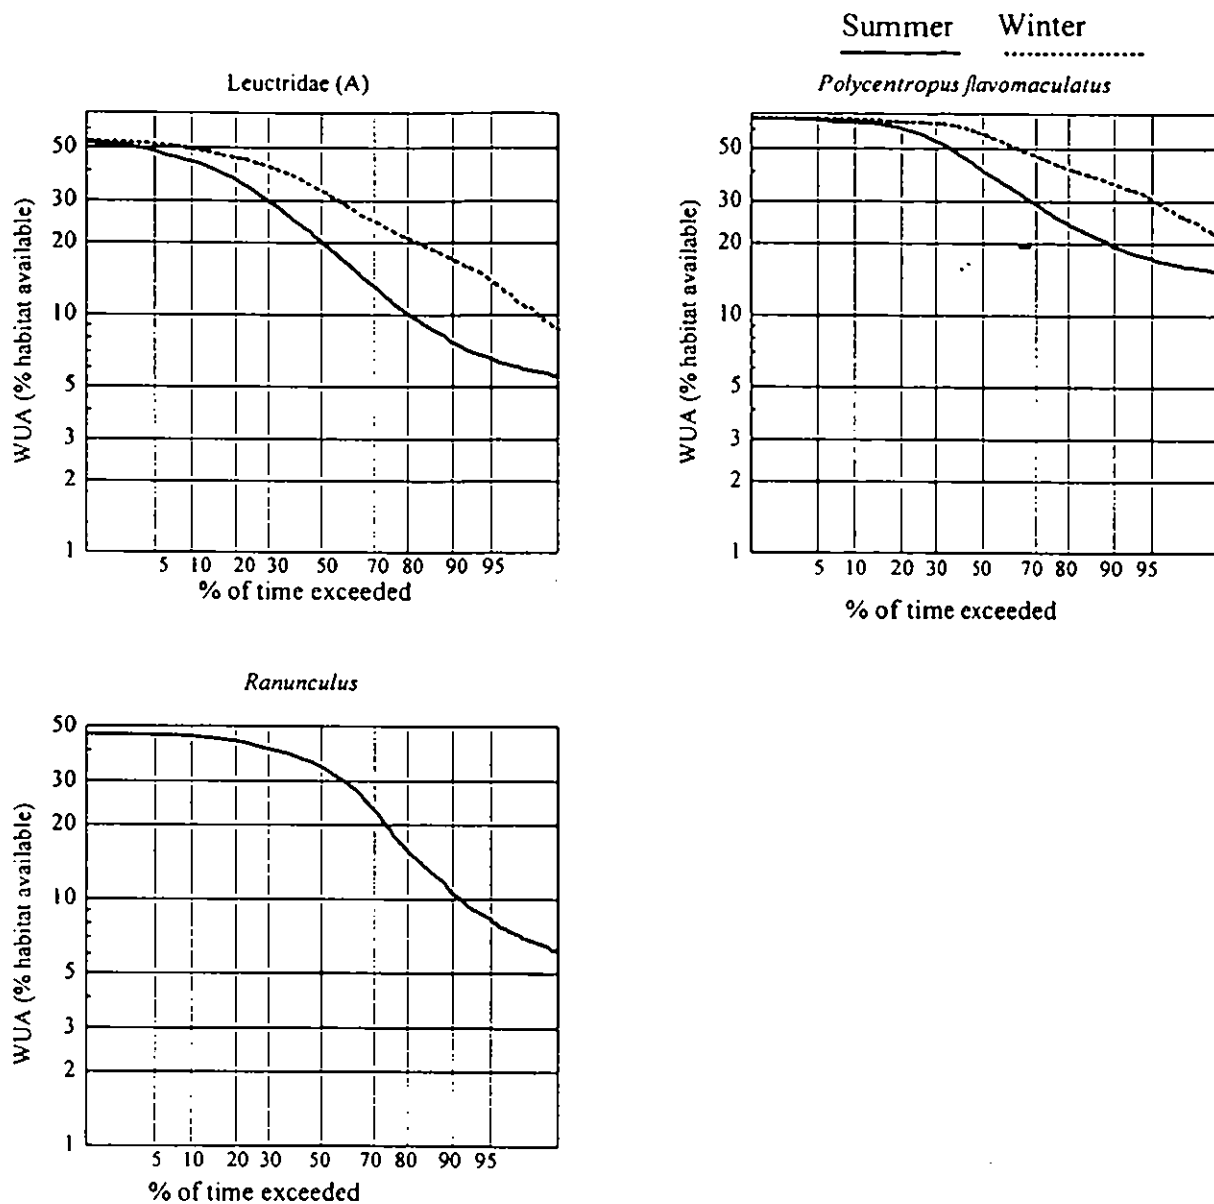 Summer Winter
Leuctridae (A)
WUA (% habitat available)
50
30
20
10
5
3
2
1
5 10 20 30 50 70 80 90 95
% of time exceeded
Polycentropus flavomaculatus
WUA (% habitat available)
50
30
20
10
5
3
2
1
5 10 20 30 50 70 80 90 95
% of time exceeded
Ranunculus
WUA (% habitat available)
50
30
20
10
5
3
2
1
5 10 20 30 50 70 80 90 95
% of time exceeded